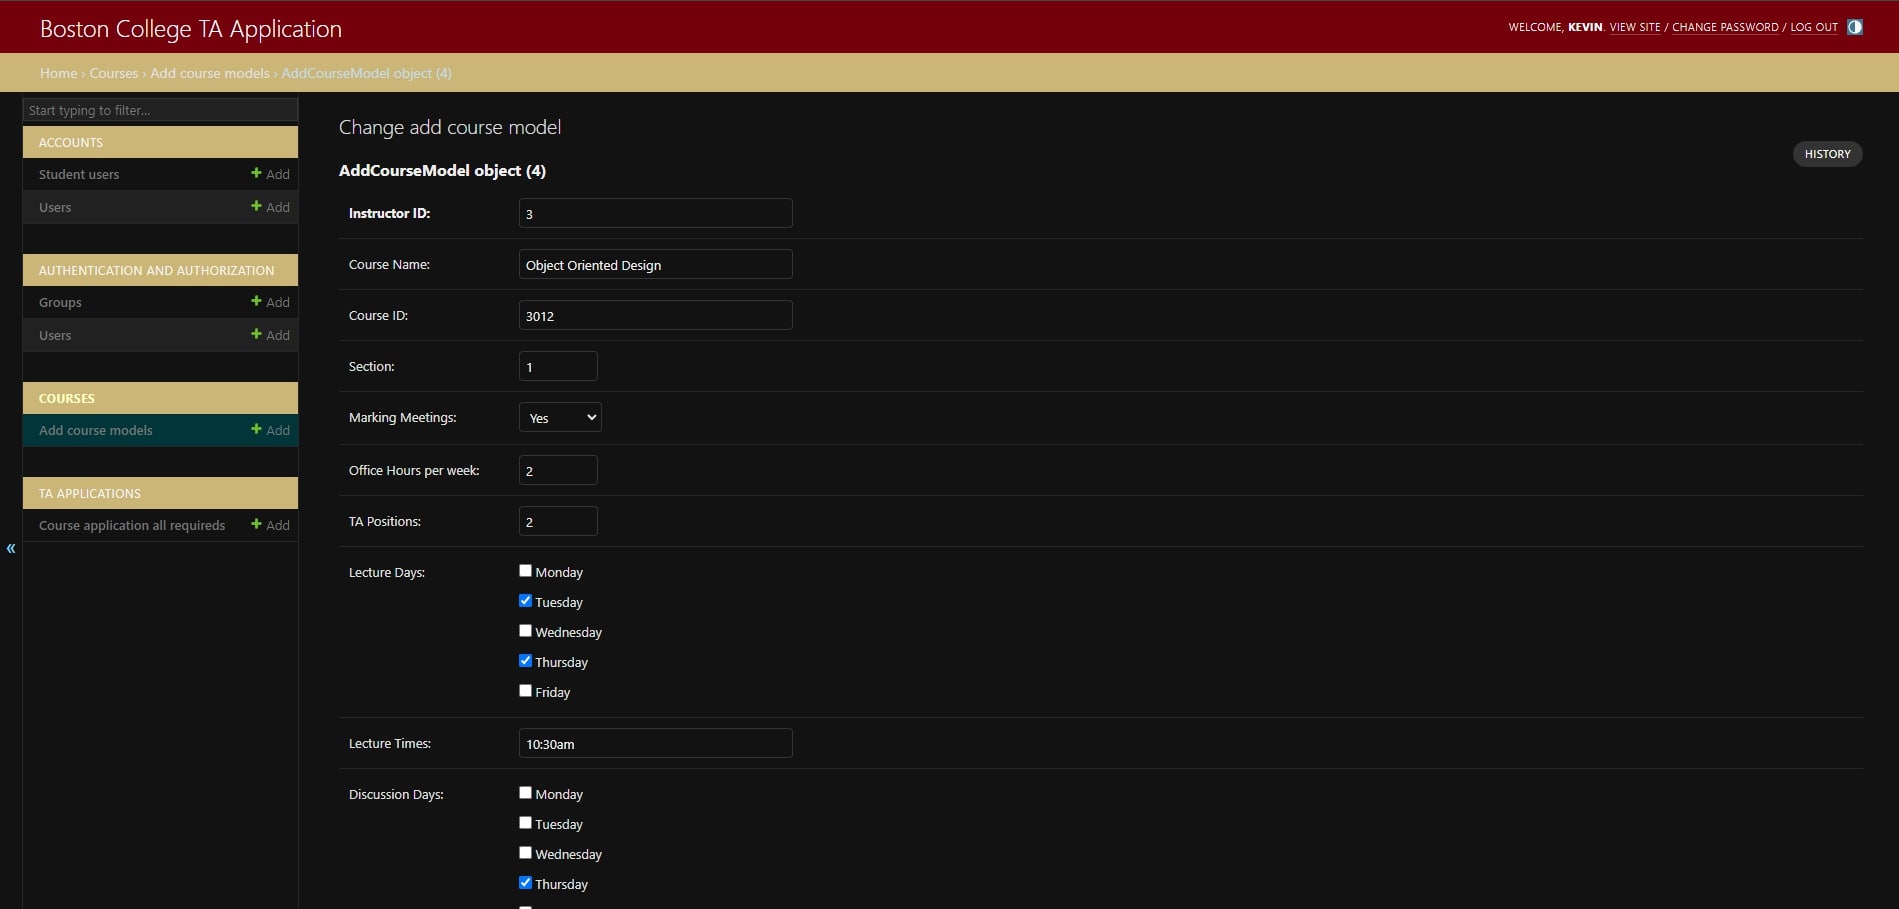 Boston College TA Application
WELCOME, KEVIN. VIEW SITE / CHANGE PASSWORD / LOG OUT
Home › Courses › Add course models › AddCourseModel object (4)
Start typing to filter...
ACCOUNTS
Student users + Add
Users + Add
AUTHENTICATION AND AUTHORIZATION
Groups + Add
Users + Add
COURSES
Add course models + Add
TA APPLICATIONS
Course application all requireds + Add
«
Change add course model
HISTORY
AddCourseModel object (4)
Instructor ID: 3
Course Name: Object Oriented Design
Course ID: 3012
Section: 1
Marking Meetings: Yes
Office Hours per week: 2
TA Positions: 2
Lecture Days: Monday
Tuesday
Wednesday
Thursday
Friday
Lecture Times: 10:30am
Discussion Days: Monday
Tuesday
Wednesday
Thursday